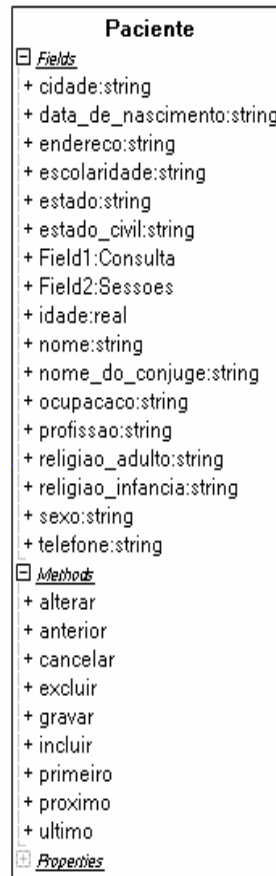 Paciente
Fields
+ cidade:string
+ data_de_nascimento:string
+ endereco:string
+ escolaridade:string
+ estado:string
+ estado_civil:string
+ Field1:Consulta
+ Field2:Sessoes
+ idade:real
+ nome:string
+ nome_do_conjuge:string
+ ocupacaco:string
+ profissao:string
+ religiao_adulto:string
+ religiao_infancia:string
+ sexo:string
+ telefone:string
Methods
+ alterar
+ anterior
+ cancelar
+ excluir
+ gravar
+ incluir
+ primeiro
+ proximo
+ ultimo
Properties